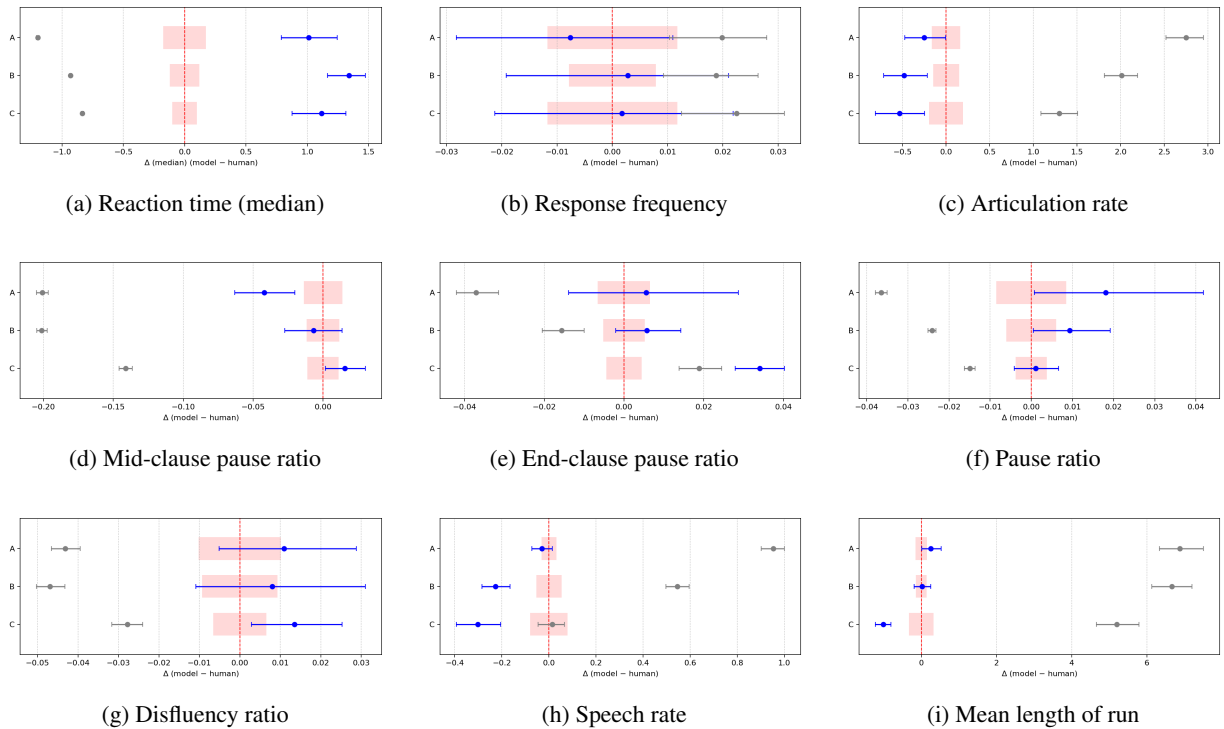 A
B
C
−1.0 −0.5 0.0 0.5 1.0 1.5
Δ (median) (model − human)
(a) Reaction time (median)
A
B
C
−0.03 −0.02 −0.01 0.00 0.01 0.02 0.03
Δ (model − human)
(b) Response frequency
A
B
C
−0.5 0.0 0.5 1.0 1.5 2.0 2.5 3.0
Δ (model − human)
(c) Articulation rate
A
B
C
−0.20 −0.15 −0.10 −0.05 0.00
Δ (model − human)
(d) Mid-clause pause ratio
A
B
C
−0.04 −0.02 0.00 0.02 0.04
Δ (model − human)
(e) End-clause pause ratio
A
B
C
−0.04 −0.03 −0.02 −0.01 0.00 0.01 0.02 0.03 0.04
Δ (model − human)
(f) Pause ratio
A
B
C
−0.05 −0.04 −0.03 −0.02 −0.01 0.00 0.01 0.02 0.03
Δ (model − human)
(g) Disfluency ratio
A
B
C
−0.4 −0.2 0.0 0.2 0.4 0.6 0.8 1.0
Δ (model − human)
(h) Speech rate
A
B
C
0 2 4 6
Δ (model − human)
(i) Mean length of run